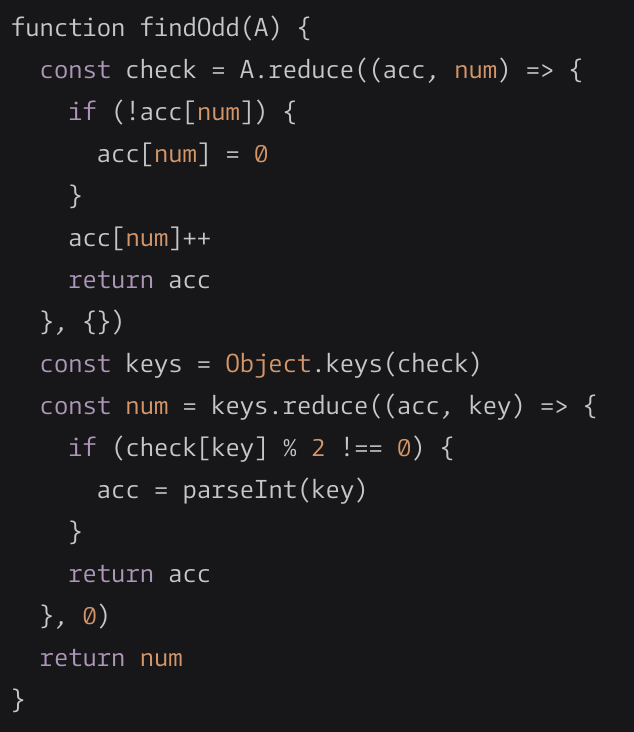 function findOdd(A) {
  const check = A.reduce((acc, num) => {
    if (!acc[num]) {
      acc[num] = 0
    }
    acc[num]++
    return acc
  }, {})
  const keys = Object.keys(check)
  const num = keys.reduce((acc, key) => {
    if (check[key] % 2 !== 0) {
      acc = parseInt(key)
    }
    return acc
  }, 0)
  return num
}